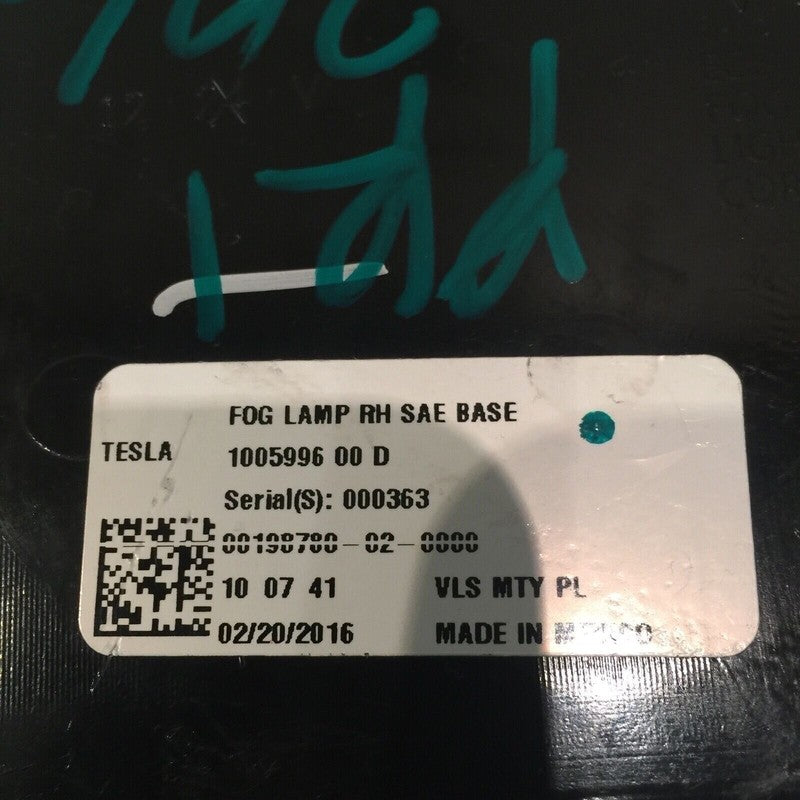 FOG LAMP RH SAE BASE
TESLA 1005996 00 D
Serial(S): 000363
00198780-02-0000
10 07 41 VLS MTY PL
02/20/2016 MADE IN MEXICO